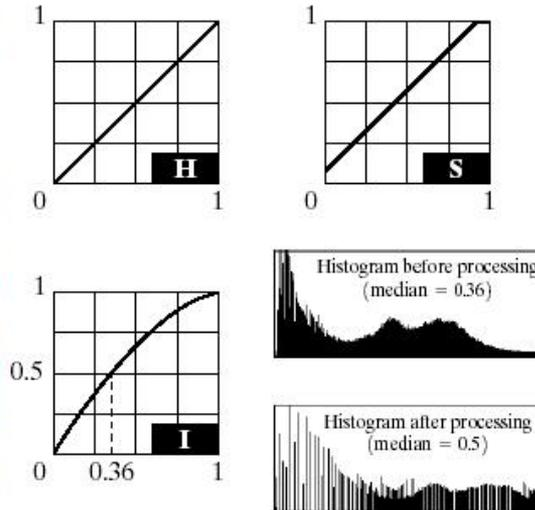 1
H
0
1
1
S
0
1
1
0.5
I
0
0.36
1
Histogram before processing
(median = 0.36)
Histogram after processing
(median = 0.5)